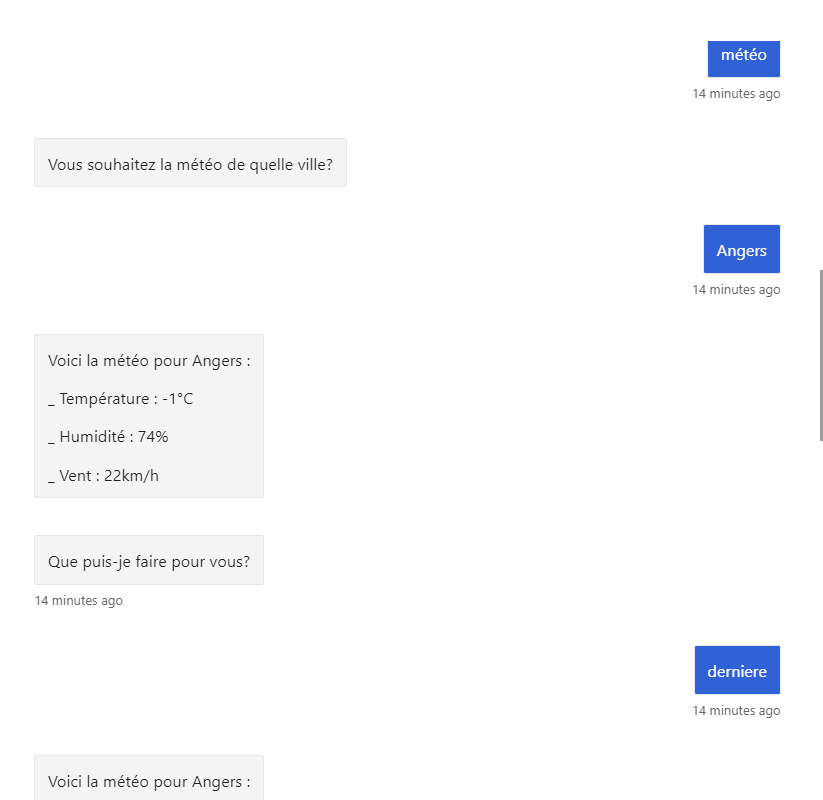 météo
14 minutes ago
Vous souhaitez la météo de quelle ville?
Angers
14 minutes ago
Voici la météo pour Angers :
_ Température : -1°C
_ Humidité : 74%
_ Vent : 22km/h
Que puis-je faire pour vous?
14 minutes ago
derniere
14 minutes ago
Voici la météo pour Angers :